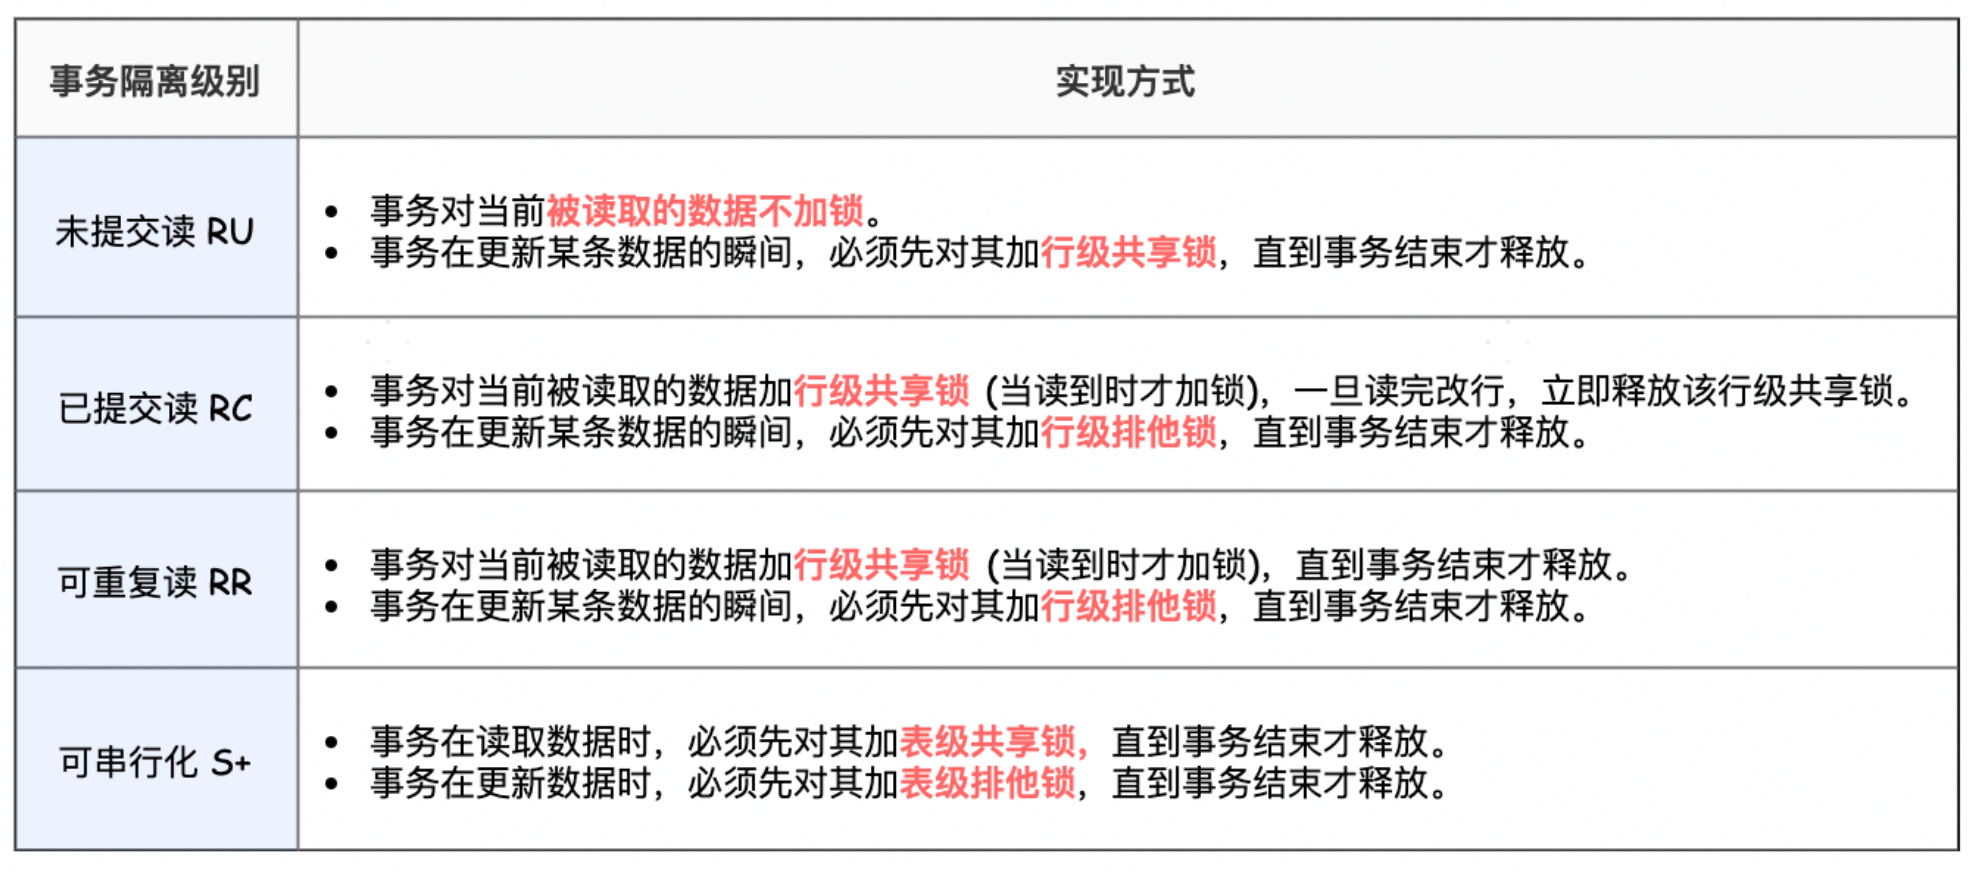 事务隔离级别
实现方式
未提交读 RU
• 事务对当前被读取的数据不加锁。
• 事务在更新某条数据的瞬间，必须先对其加行级共享锁，直到事务结束才释放。
已提交读 RC
• 事务对当前被读取的数据加行级共享锁 (当读到时才加锁)，一旦读完改行，立即释放该行级共享锁。
• 事务在更新某条数据的瞬间，必须先对其加行级排他锁，直到事务结束才释放。
可重复读 RR
• 事务对当前被读取的数据加行级共享锁 (当读到时才加锁)，直到事务结束才释放。
• 事务在更新某条数据的瞬间，必须先对其加行级排他锁，直到事务结束才释放。
可串行化 S+
• 事务在读取数据时，必须先对其加表级共享锁，直到事务结束才释放。
• 事务在更新数据时，必须先对其加表级排他锁，直到事务结束才释放。